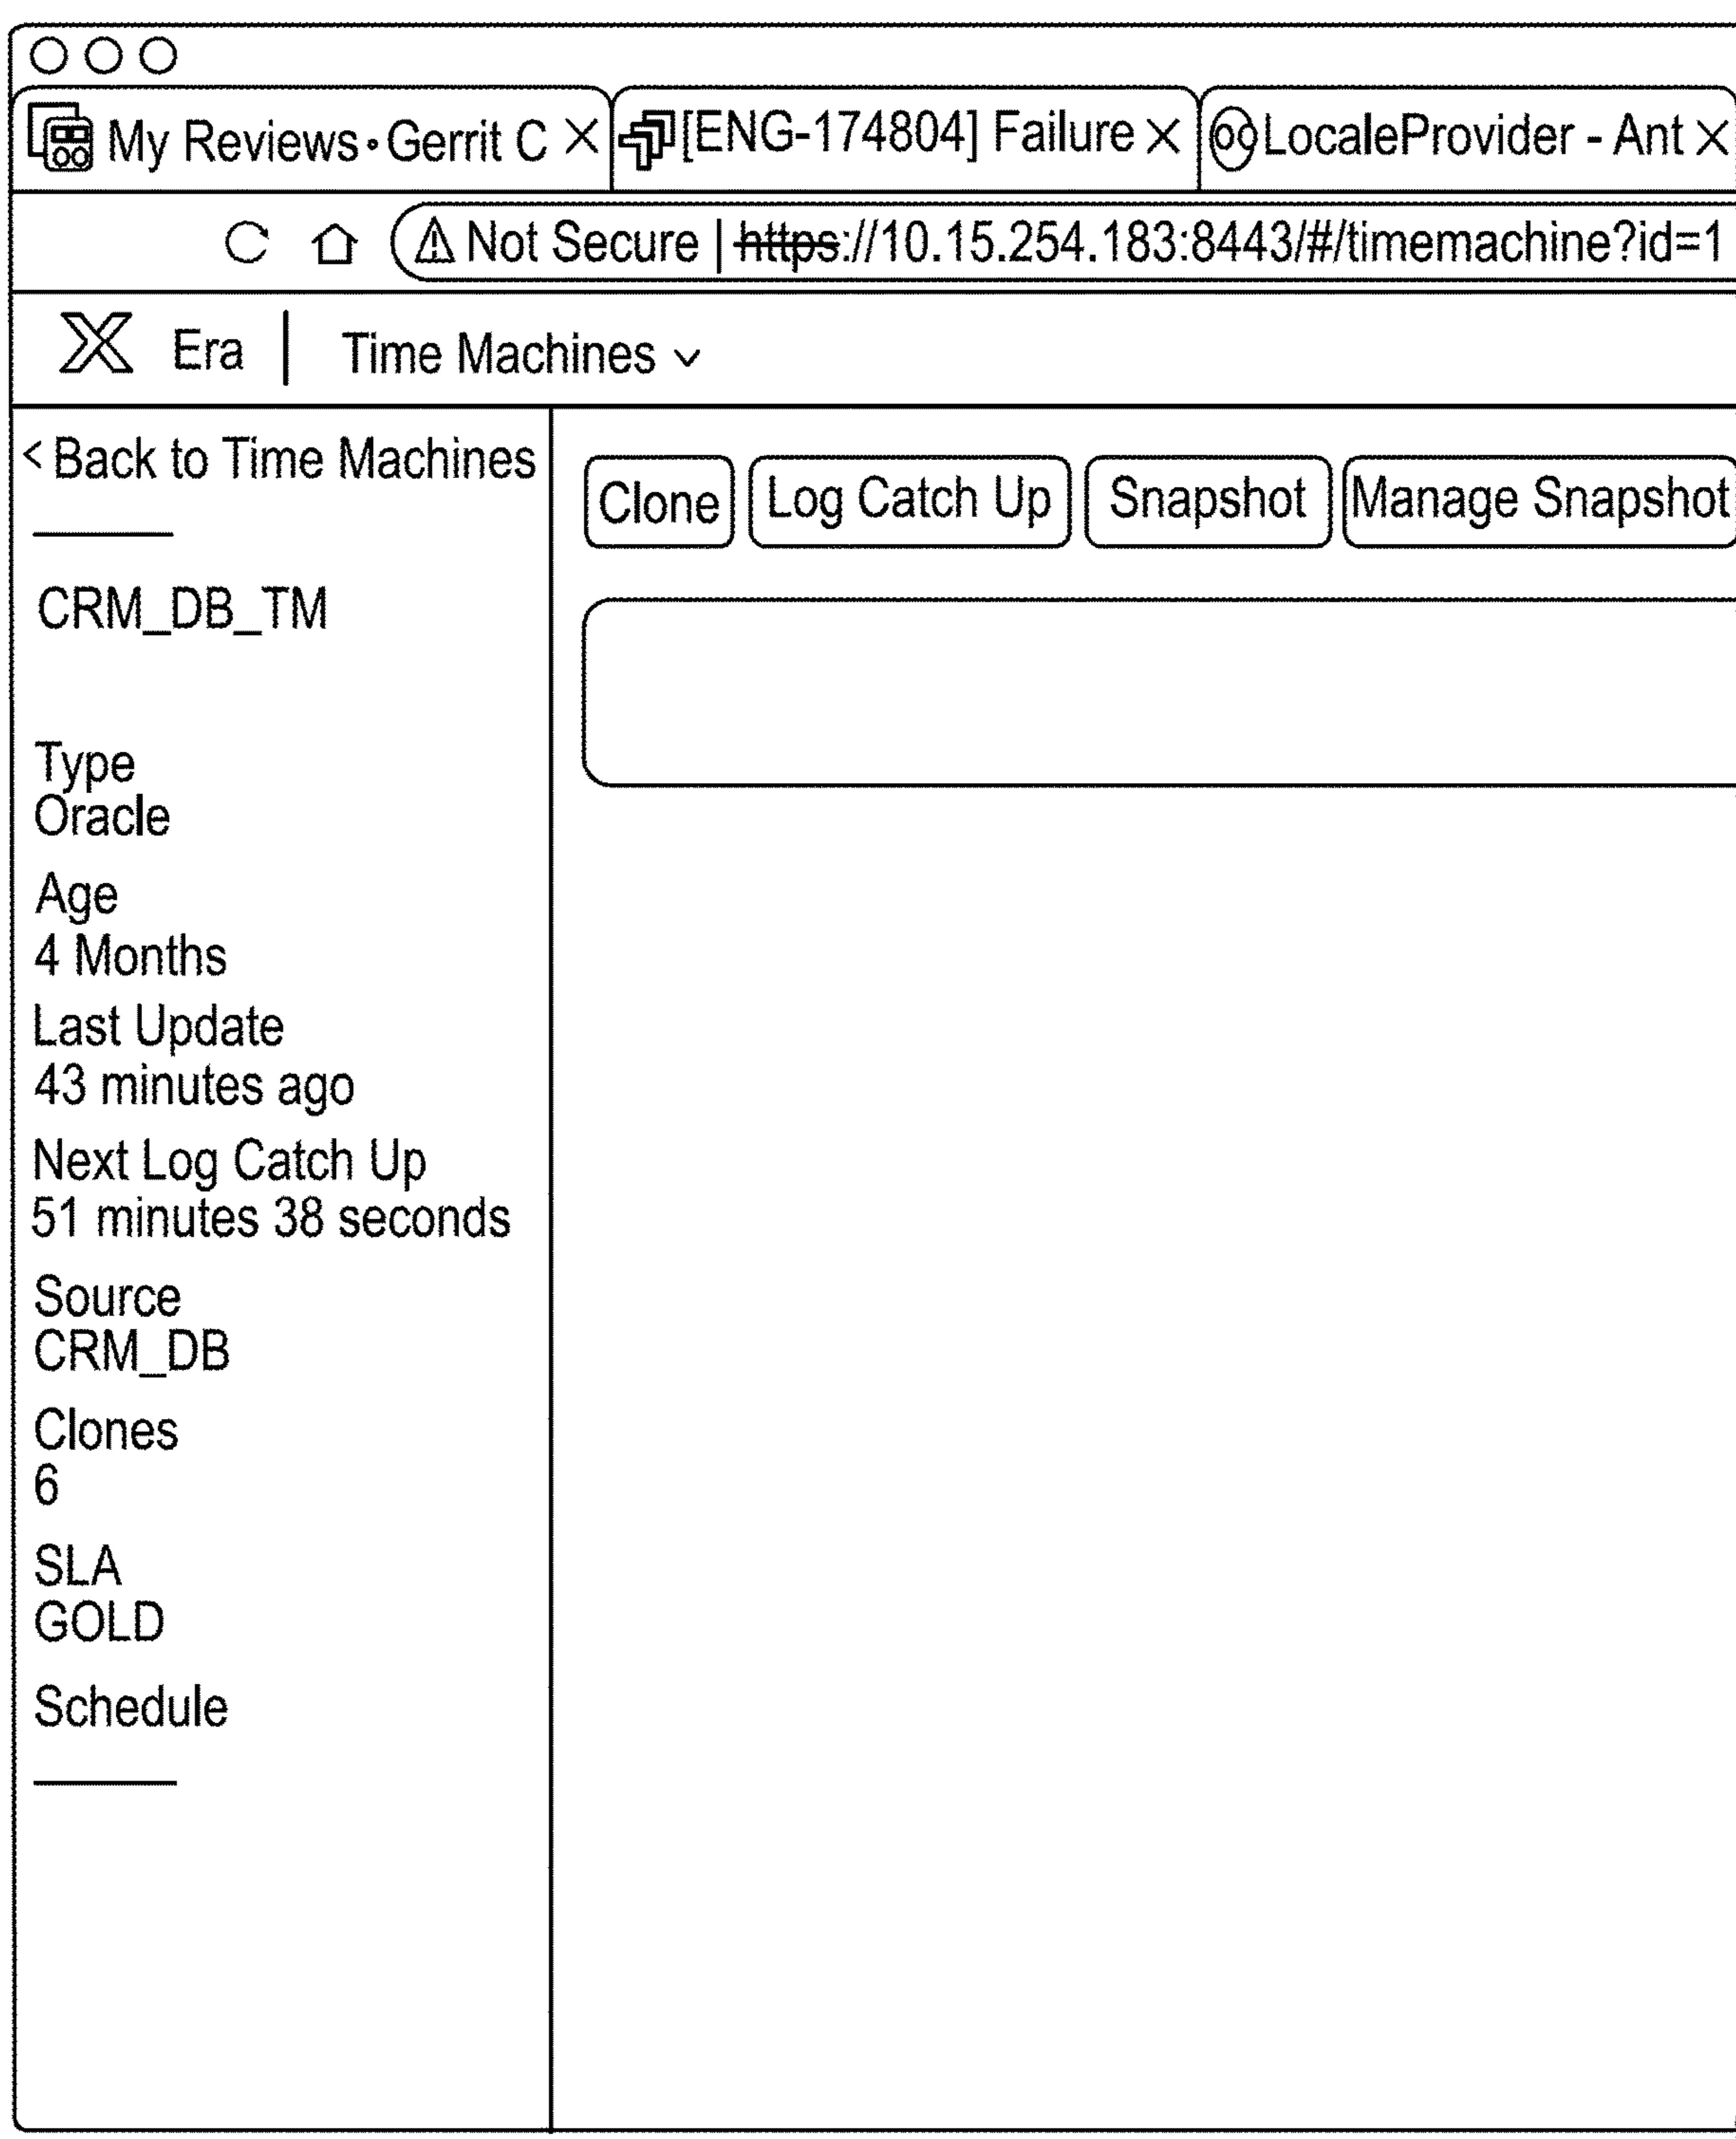 My Reviews • Gerrit C
[ENG-174804] Failure
LocaleProvider - Ant
Not Secure | https://10.15.254.183:8443/#/timemachine?id=1
Era | Time Machines
< Back to Time Machines
Clone
Log Catch Up
Snapshot
Manage Snapshot
CRM_DB_TM
Type
Oracle
Age
4 Months
Last Update
43 minutes ago
Next Log Catch Up
51 minutes 38 seconds
Source
CRM_DB
Clones
6
SLA
GOLD
Schedule